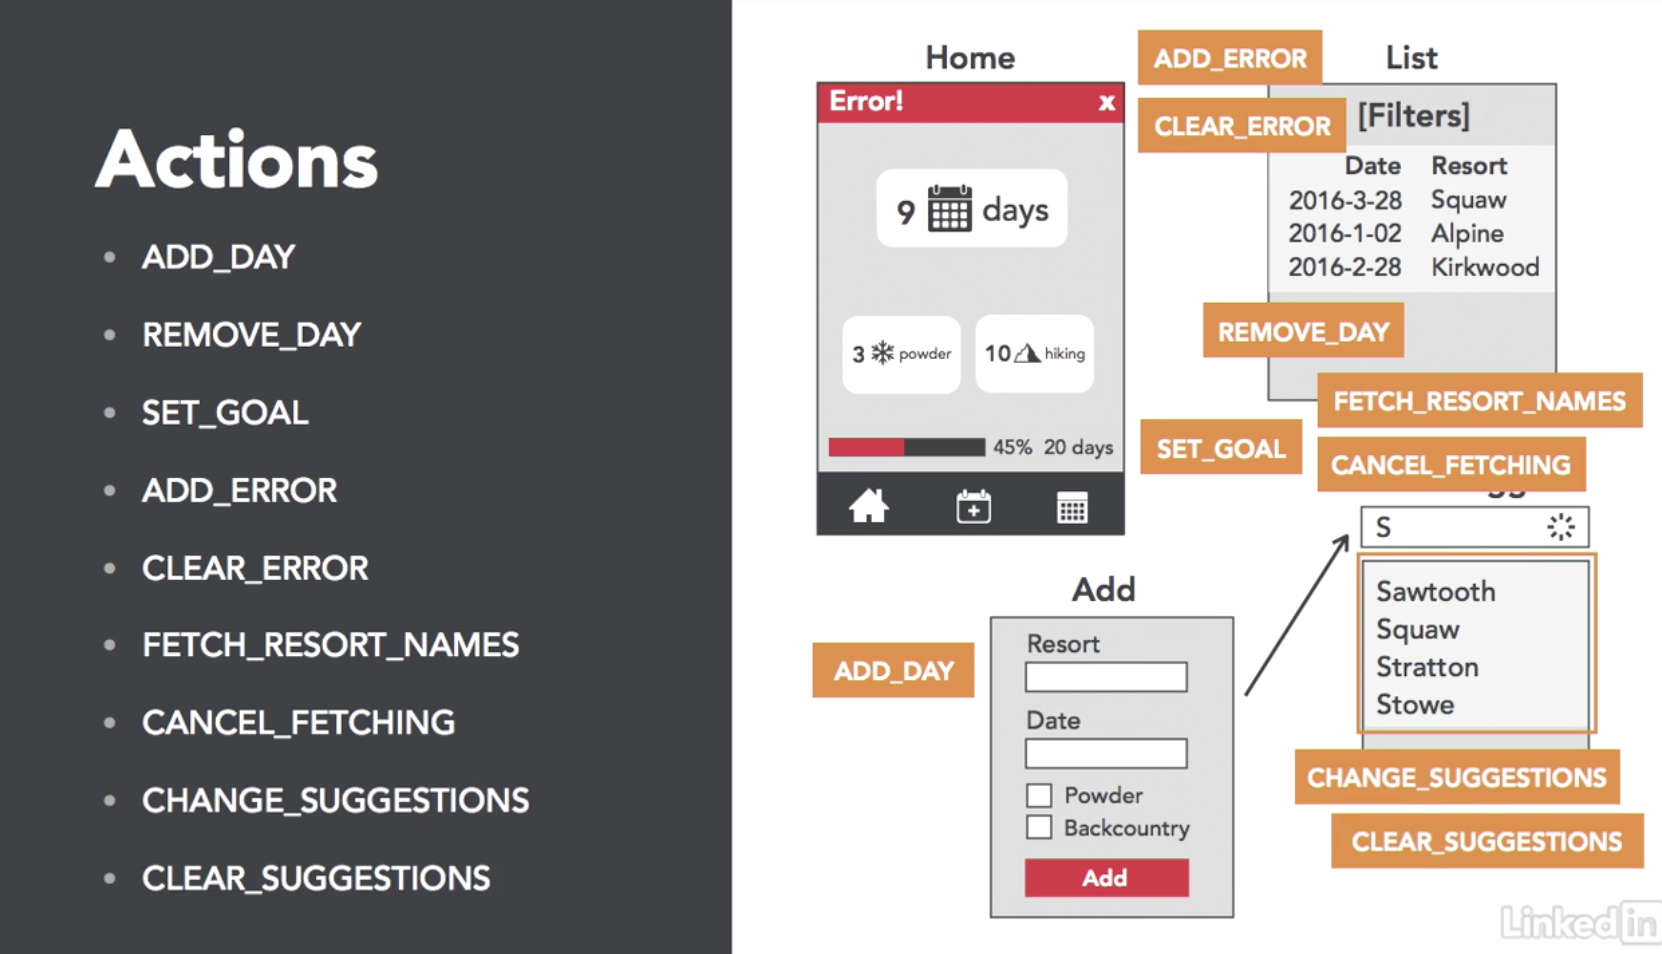 Actions
ADD_DAY
REMOVE_DAY
SET_GOAL
ADD_ERROR
CLEAR_ERROR
FETCH_RESORT_NAMES
CANCEL_FETCHING
CHANGE_SUGGESTIONS
CLEAR_SUGGESTIONS
Home
Error! x
9 days
3 powder
10 hiking
45% 20 days
ADD_ERROR
CLEAR_ERROR
List
[Filters]
Date Resort
2016-3-28 Squaw
2016-1-02 Alpine
2016-2-28 Kirkwood
REMOVE_DAY
SET_GOAL
FETCH_RESORT_NAMES
CANCEL_FETCHING
S
Sawtooth
Squaw
Stratton
Stowe
CHANGE_SUGGESTIONS
CLEAR_SUGGESTIONS
ADD_DAY
Add
Resort
Date
Powder
Backcountry
Add
Linked in